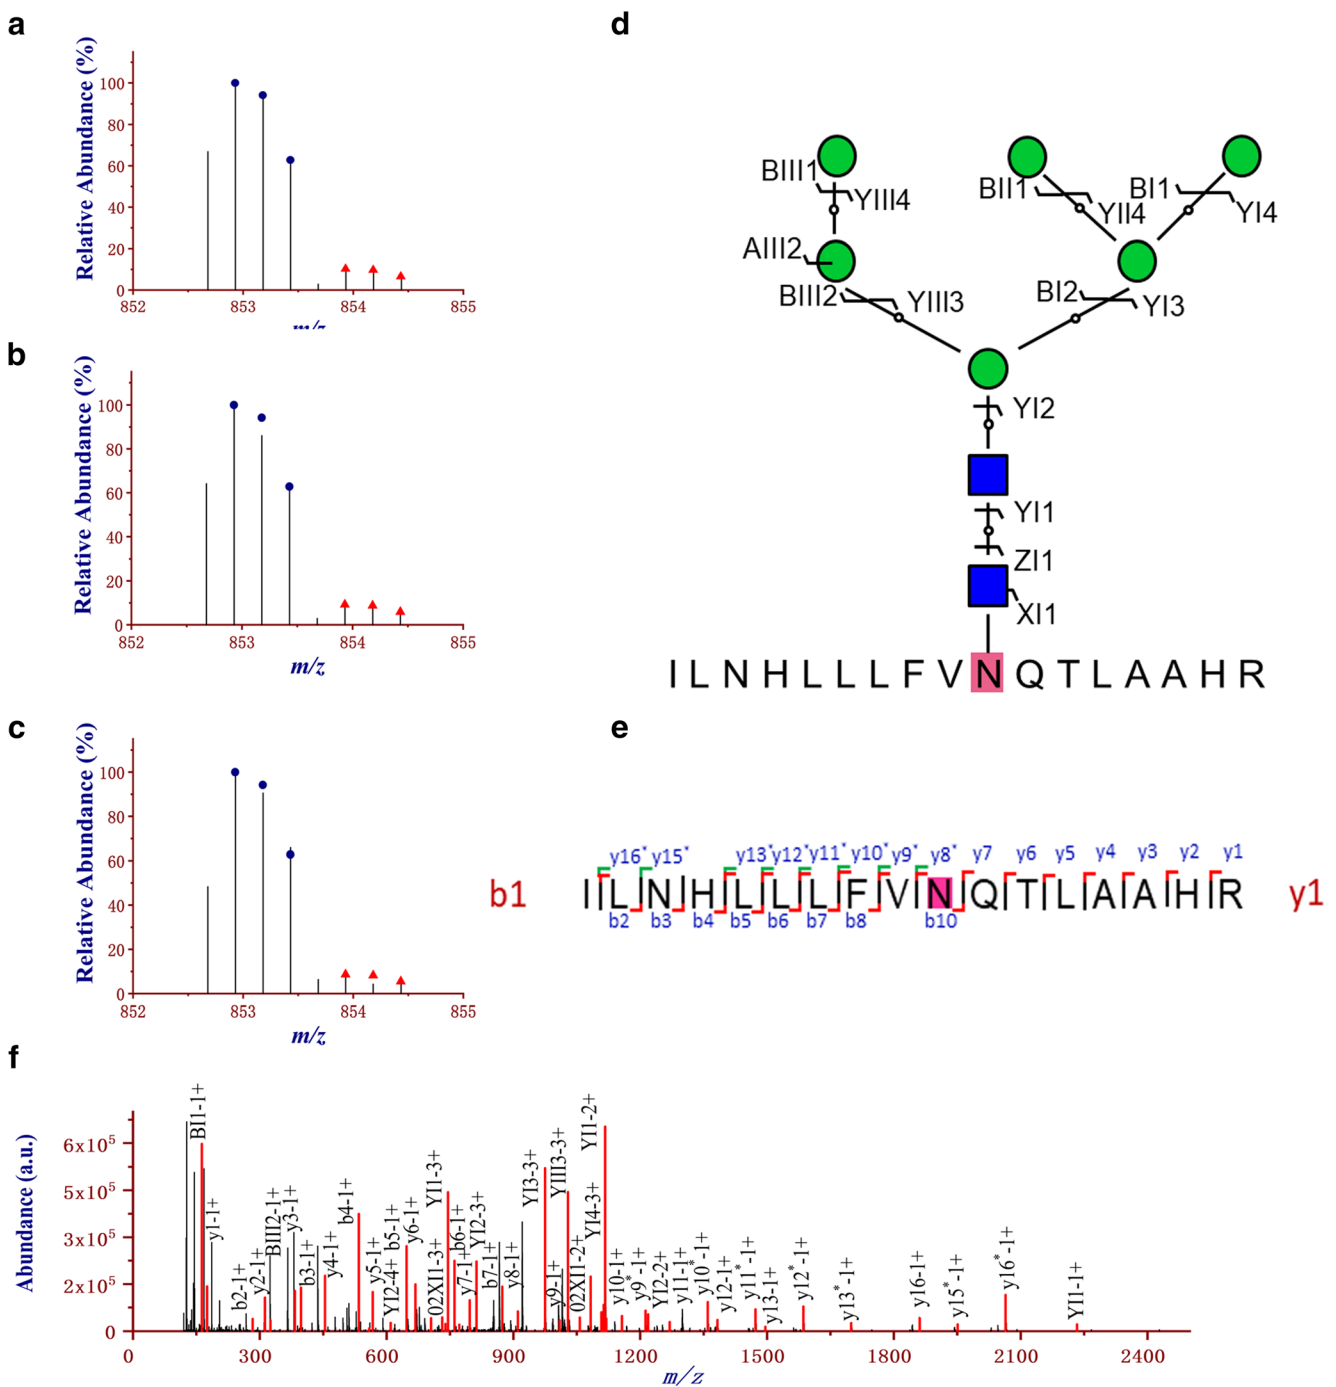 a
Relative Abundance (%)
100
80
60
40
20
0
852
853
854
855
m/z
b
Relative Abundance (%)
100
80
60
40
20
0
852
853
854
855
m/z
c
Relative Abundance (%)
100
80
60
40
20
0
852
853
854
855
m/z
d
BIII1
YIII4
BII1
YII4
BI1
YI4
AIII2
BIII2
YIII3
BI2
YI3
YI2
YI1
ZI1
XI1
I L N H L L L F V N Q T L A A H R
e
y16* y15* y13* y12* y11* y10* y9* y8* y7 y6 y5 y4 y3 y2 y1
b1
I L N H L L L F V N Q T L A A H R
y1
b2 b3 b4 b5 b6 b7 b8 b10
f
Abundance (a.u.)
6x10⁵
5x10⁵
3x10⁵
2x10⁵
0
BI1-1+
y1-1+
b2-1+
y2-1+
BIII2-1+
y3-1+
b3-1+
y4-1+
b4-1+
y5-1+
YI2-4+
b5-1+
y6-1+
YI1-3+
02XI1-3+
b6-1+
y7-1+
YI2-3+
b7-1+
y8-1+
YI3-3+
y9-1+
YIII3-3+
02XI1-2+
YI4-3+
YI1-2+
y10-1+
y9*-1+
YI2-2+
y11-1+
y10*-1+
y12-1+
y11*-1+
y13-1+
y12*-1+
y13*-1+
y16-1+
y15*-1+
y16*-1+
YI1-1+
0
300
600
900
1200
1500
1800
2100
2400
m/z